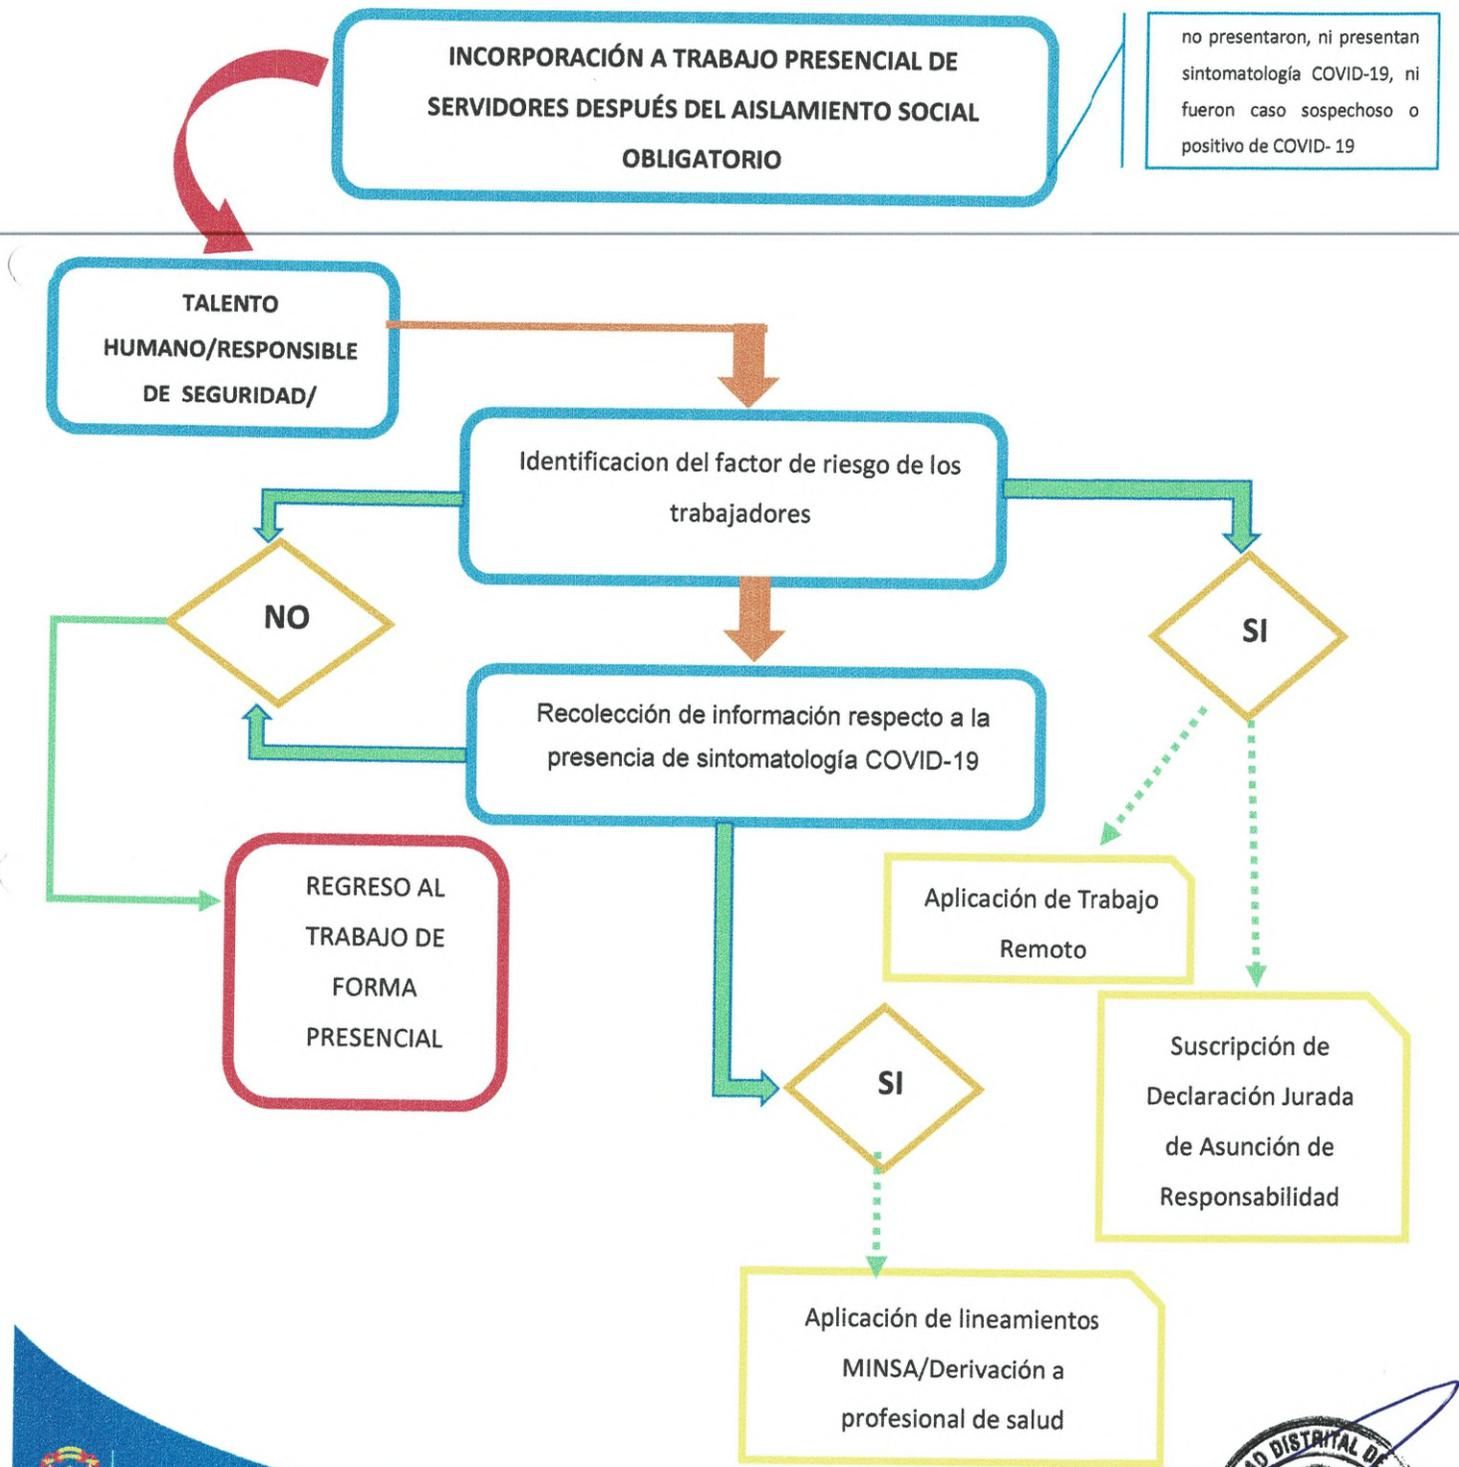 INCORPORACIÓN A TRABAJO PRESENCIAL DE
SERVIDORES DESPUÉS DEL AISLAMIENTO SOCIAL
OBLIGATORIO
no presentaron, ni presentan
sintomatología COVID-19, ni
fueron caso sospechoso o
positivo de COVID- 19
TALENTO
HUMANO/RESPONSIBLE
DE SEGURIDAD/
Identificacion del factor de riesgo de los
trabajadores
NO
SI
Recolección de información respecto a la
presencia de sintomatología COVID-19
REGRESO AL
TRABAJO DE
FORMA
PRESENCIAL
Aplicación de Trabajo
Remoto
SI
Suscripción de
Declaración Jurada
de Asunción de
Responsabilidad
Aplicación de lineamientos
MINSA/Derivación a
profesional de salud
DISTRITAL DE